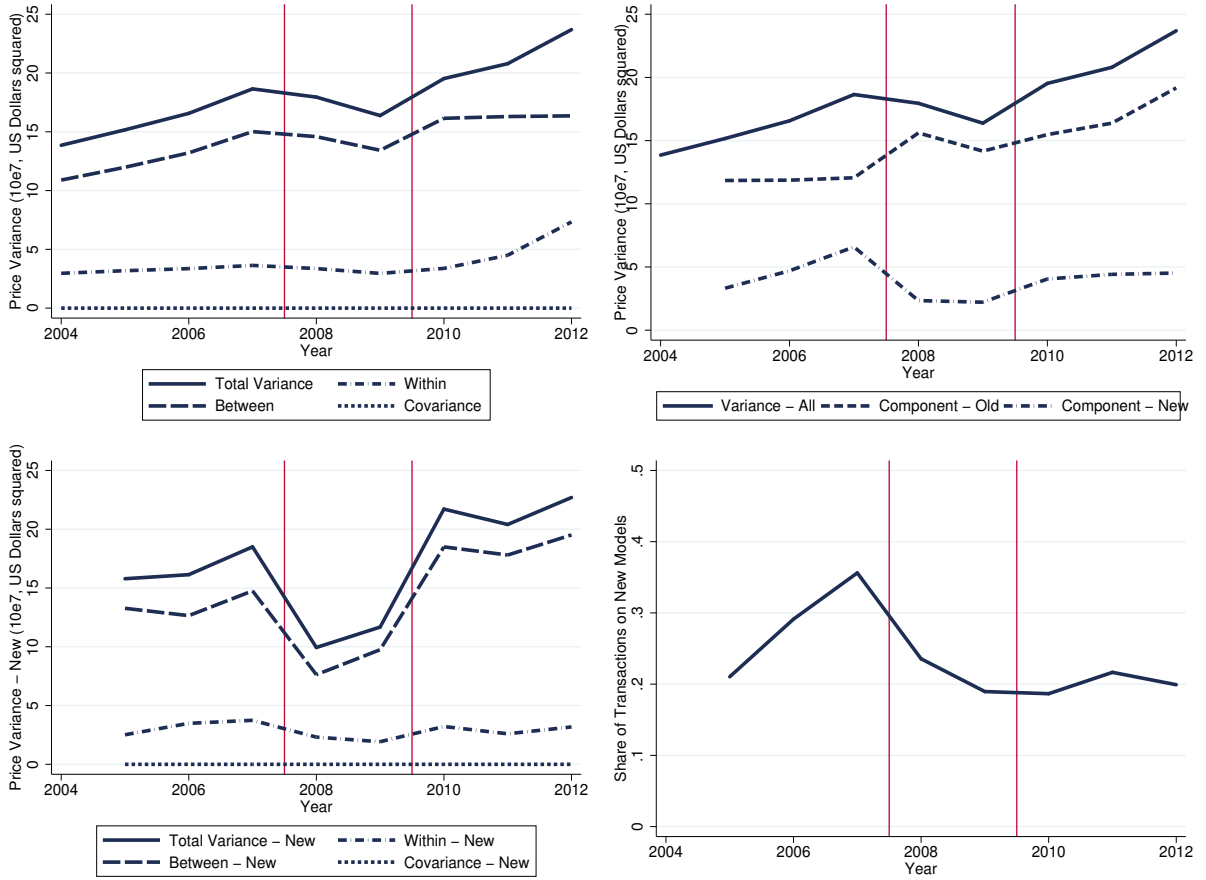 Price Variance (10e7, US Dollars squared)
25
20
15
10
5
0
2004 2006 2008 2010 2012
Year
Total Variance Within
Between Covariance
Price Variance (10e7, US Dollars squared)
25
20
15
10
5
0
2004 2006 2008 2010 2012
Year
Variance – All Component – Old Component – New
Price Variance – New (10e7, US Dollars squared)
25
20
15
10
5
0
2004 2006 2008 2010 2012
Year
Total Variance – New Within – New
Between – New Covariance – New
Share of Transactions on New Models
.5
.4
.3
.2
.1
0
2004 2006 2008 2010 2012
Year